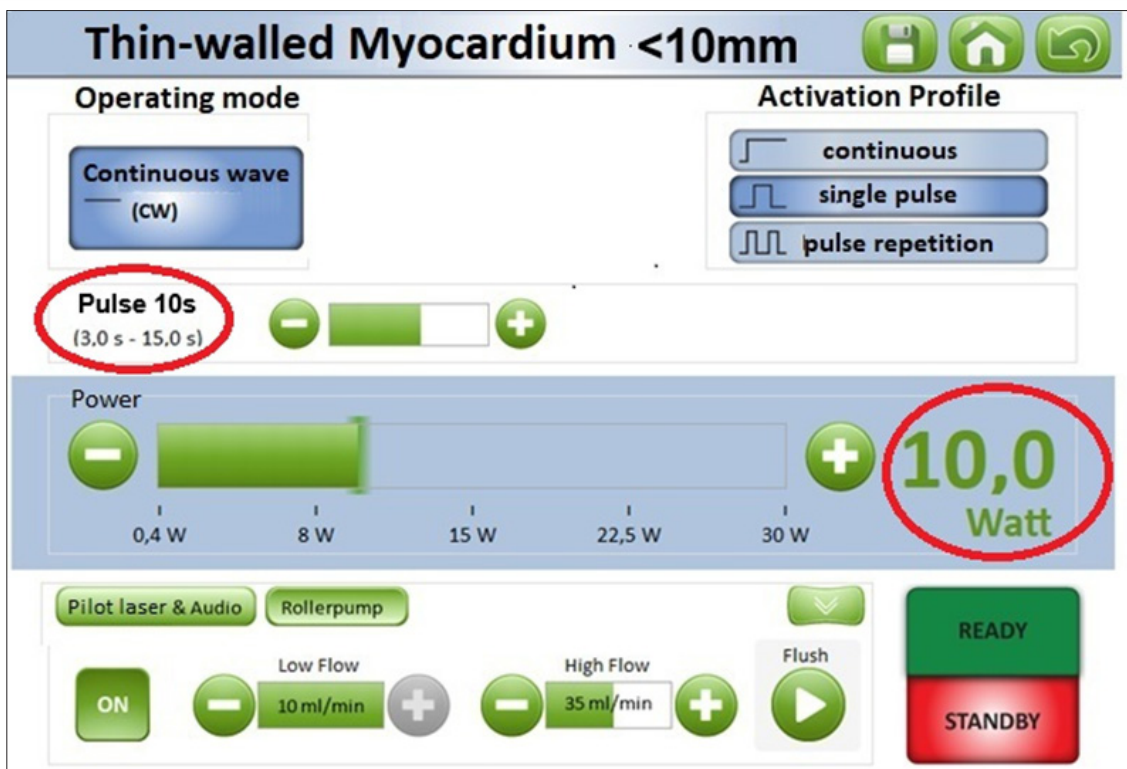 Thin-walled Myocardium <10mm
Operating mode
Activation Profile
Continuous wave
(CW)
continuous
single pulse
pulse repetition
Pulse 10s
(3,0 s - 15,0 s)
Power
10,0
Watt
0,4 W 8 W 15 W 22,5 W 30 W
Pilot laser & Audio Rollerpump
READY
Low Flow High Flow Flush
ON 10 ml/min 35 ml/min
STANDBY